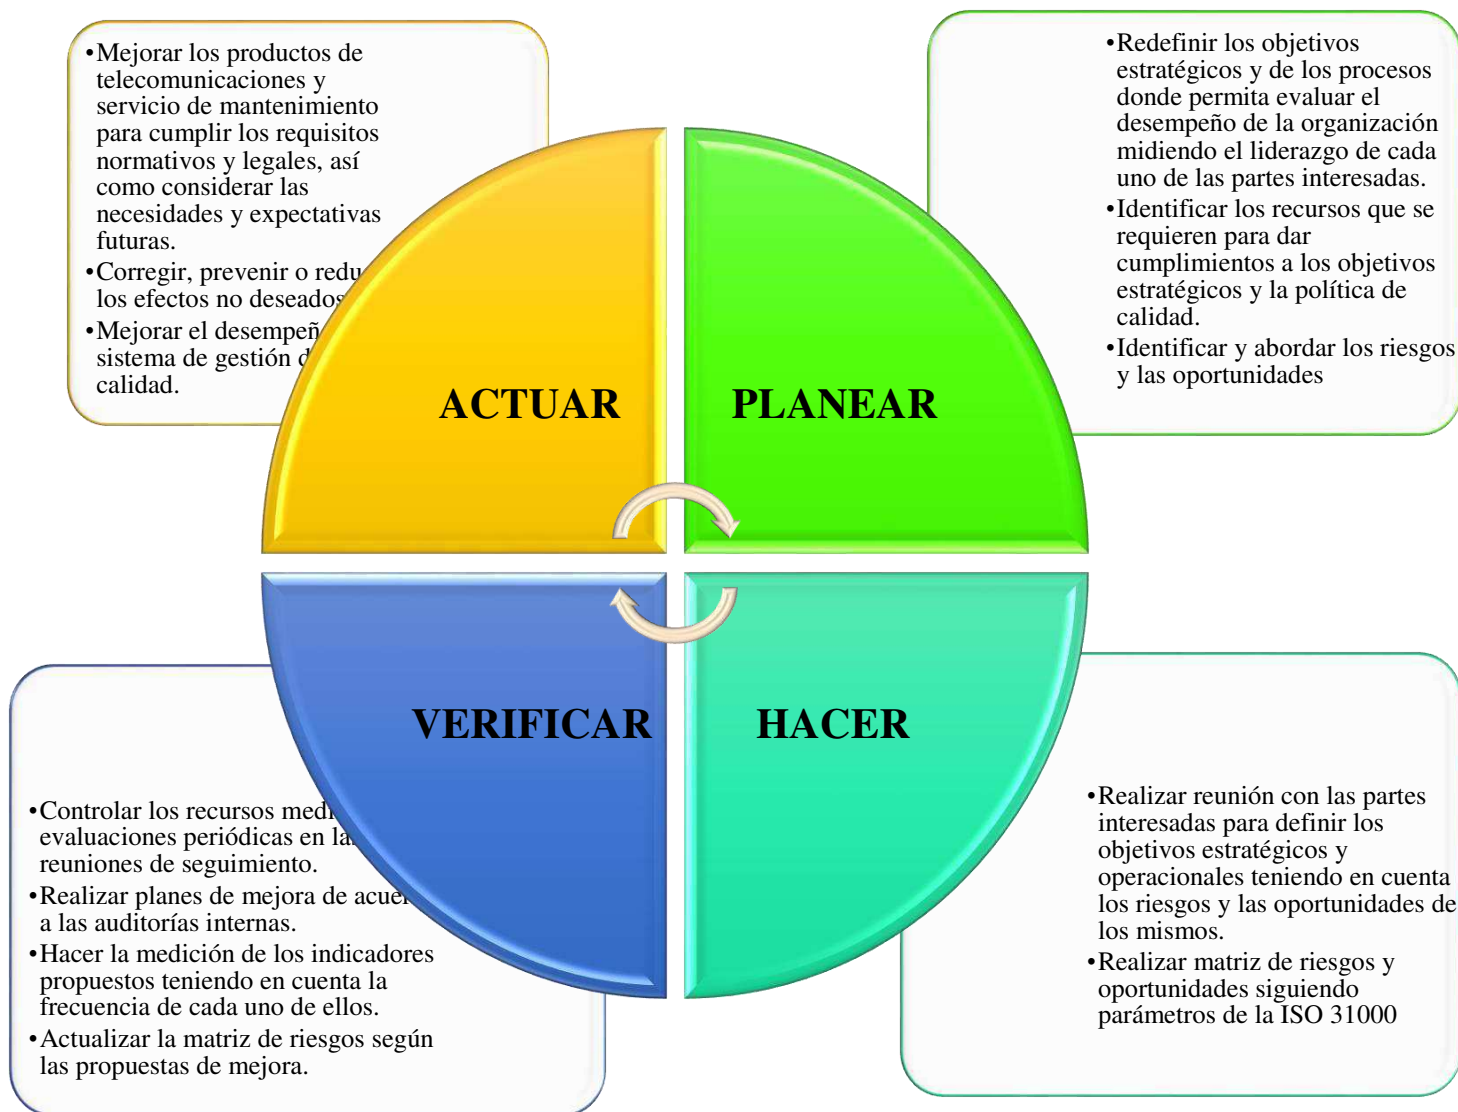 •Mejorar los productos de
telecomunicaciones y
servicio de mantenimiento
para cumplir los requisitos
normativos y legales, así
como considerar las
necesidades y expectativas
futuras.
•Corregir, prevenir o
los efectos no deseados
•Mejorar el
sistema de gestión
calidad.
ACTUAR
•Redefinir los objetivos
estratégicos y de los procesos
donde permita evaluar el
desempeño de la organización
midiendo el liderazgo de cada
uno de las partes interesadas.
•Identificar los recursos que se
requieren para dar
cumplimientos a los objetivos
estratégicos y la política de
calidad.
•Identificar y abordar los riesgos
y las oportunidades
PLANEAR
VERIFICAR
•Controlar los recursos
evaluaciones periódicas en
reuniones de seguimiento.
•Realizar planes de mejora de
a las auditorías internas.
•Hacer la medición de los indicadores
propuestos teniendo en cuenta la
frecuencia de cada uno de ellos.
•Actualizar la matriz de riesgos según
las propuestas de mejora.
HACER
•Realizar reunión con las partes
interesadas para definir los
objetivos estratégicos y
operacionales teniendo en cuenta
los riesgos y las oportunidades de
los mismos.
•Realizar matriz de riesgos y
oportunidades siguiendo
parámetros de la ISO 31000